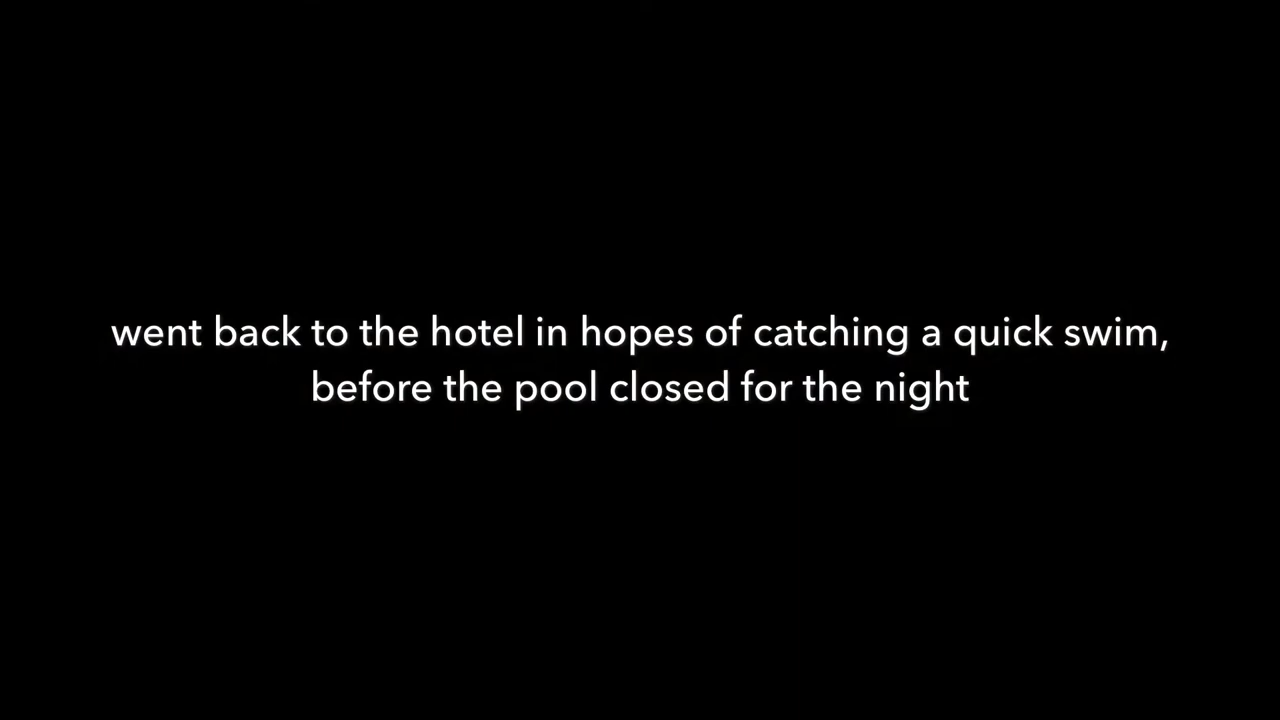 went back to the hotel in hopes of catching a quick swim,
before the pool closed for the night